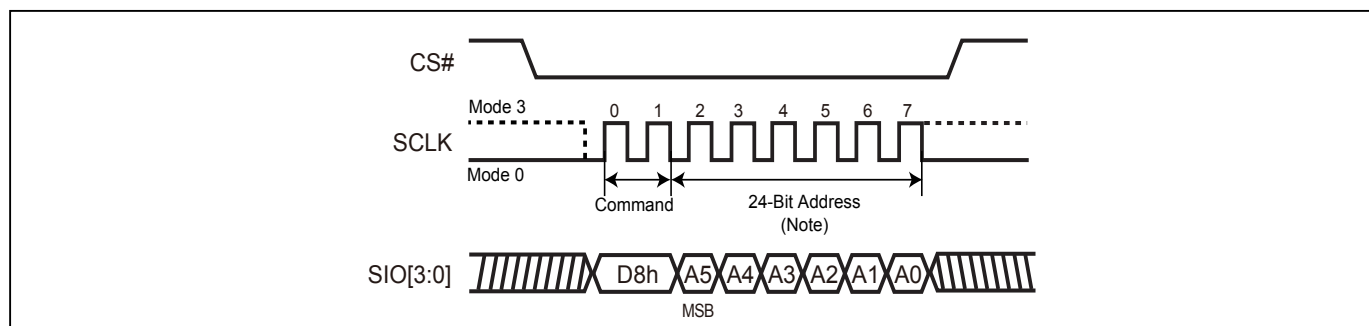 CS#
Mode 3
0 1 2 3 4 5 6 7
SCLK
Mode 0
Command
24-Bit Address
(Note)
SIO[3:0]
D8h A5 A4 A3 A2 A1 A0
MSB